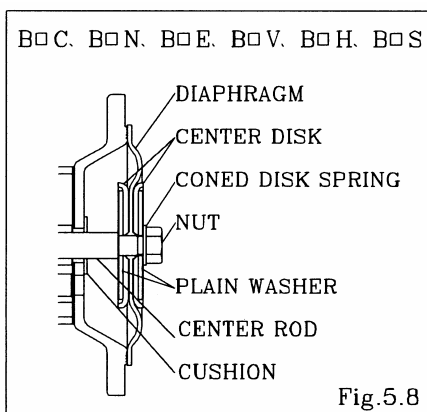 B□C、B□N、B□E、B□V、B□H、B□S
DIAPHRAGM
CENTER DISK
CONED DISK SPRING
NUT
PLAIN WASHER
CENTER ROD
CUSHION
Fig.5.8